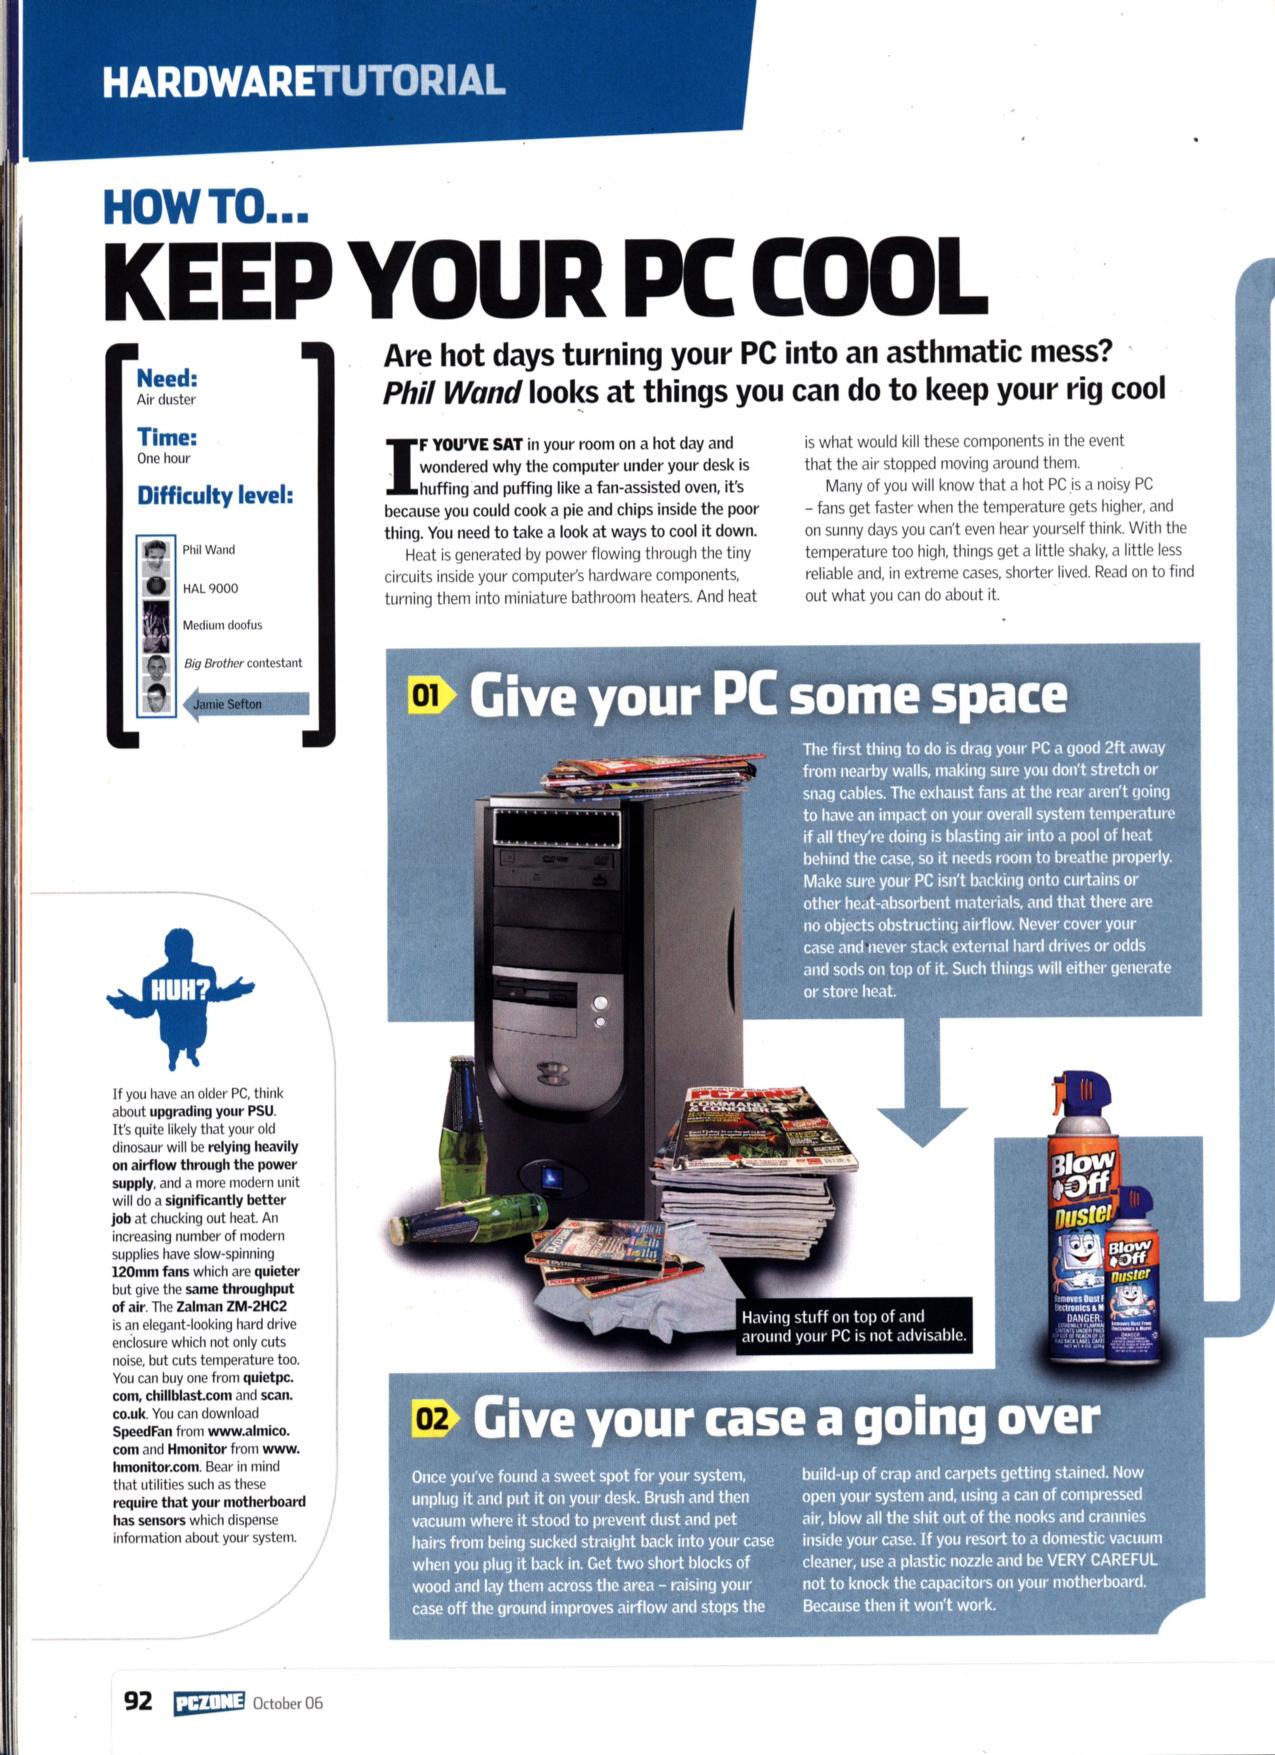 HARDWARETUTORIAL
HOW TO...
KEEP YOUR PC COOL
Need:
Air duster
Time:
One hour
Difficulty level:
Phil Wand
HAL 9000
Medium doofus
Big Brother contestant
Jamie Sefton
Are hot days turning your PC into an asthmatic mess?
Phil Wand looks at things you can do to keep your rig cool
IF YOU'VE SAT in your room on a hot day and
wondered why the computer under your desk is
huffing and puffing like a fan-assisted oven, it's
because you could cook a pie and chips inside the poor
thing. You need to take a look at ways to cool it down.
Heat is generated by power flowing through the tiny
circuits inside your computer's hardware components,
turning them into miniature bathroom heaters. And heat
is what would kill these components in the event
that the air stopped moving around them.
Many of you will know that a hot PC is a noisy PC
– fans get faster when the temperature gets higher, and
on sunny days you can't even hear yourself think. With the
temperature too high, things get a little shaky, a little less
reliable and, in extreme cases, shorter lived. Read on to find
out what you can do about it.
01 Give your PC some space
The first thing to do is drag your PC a good 2ft away
from nearby walls, making sure you don't stretch or
snag cables. The exhaust fans at the rear aren't going
to have an impact on your overall system temperature
if all they're doing is blasting air into a pool of heat
behind the case, so it needs room to breathe properly.
Make sure your PC isn't backing onto curtains or
other heat-absorbent materials, and that there are
no objects obstructing airflow. Never cover your
case and never stack external hard drives or odds
and sods on top of it. Such things will either generate
or store heat.
PCZONE
COMMAND
& CONQUER 3
Having stuff on top of and
around your PC is not advisable.
Blow
Off
Duster
DANGER:
Blow
Off
Duster
HUH?
If you have an older PC, think
about upgrading your PSU.
It's quite likely that your old
dinosaur will be relying heavily
on airflow through the power
supply, and a more modern unit
will do a significantly better
job at chucking out heat. An
increasing number of modern
supplies have slow-spinning
120mm fans which are quieter
but give the same throughput
of air. The Zalman ZM-2HC2
is an elegant-looking hard drive
enclosure which not only cuts
noise, but cuts temperature too.
You can buy one from quietpc.
com, chillblast.com and scan.
co.uk. You can download
SpeedFan from www.almico.
com and Hmonitor from www.
hmonitor.com. Bear in mind
that utilities such as these
require that your motherboard
has sensors which dispense
information about your system.
02 Give your case a going over
Once you've found a sweet spot for your system,
unplug it and put it on your desk. Brush and then
vacuum where it stood to prevent dust and pet
hairs from being sucked straight back into your case
when you plug it back in. Get two short blocks of
wood and lay them across the area – raising your
case off the ground improves airflow and stops the
build-up of crap and carpets getting stained. Now
open your system and, using a can of compressed
air, blow all the shit out of the nooks and crannies
inside your case. If you resort to a domestic vacuum
cleaner, use a plastic nozzle and be VERY CAREFUL
not to knock the capacitors on your motherboard.
Because then it won't work.
92 PCZONE October 06